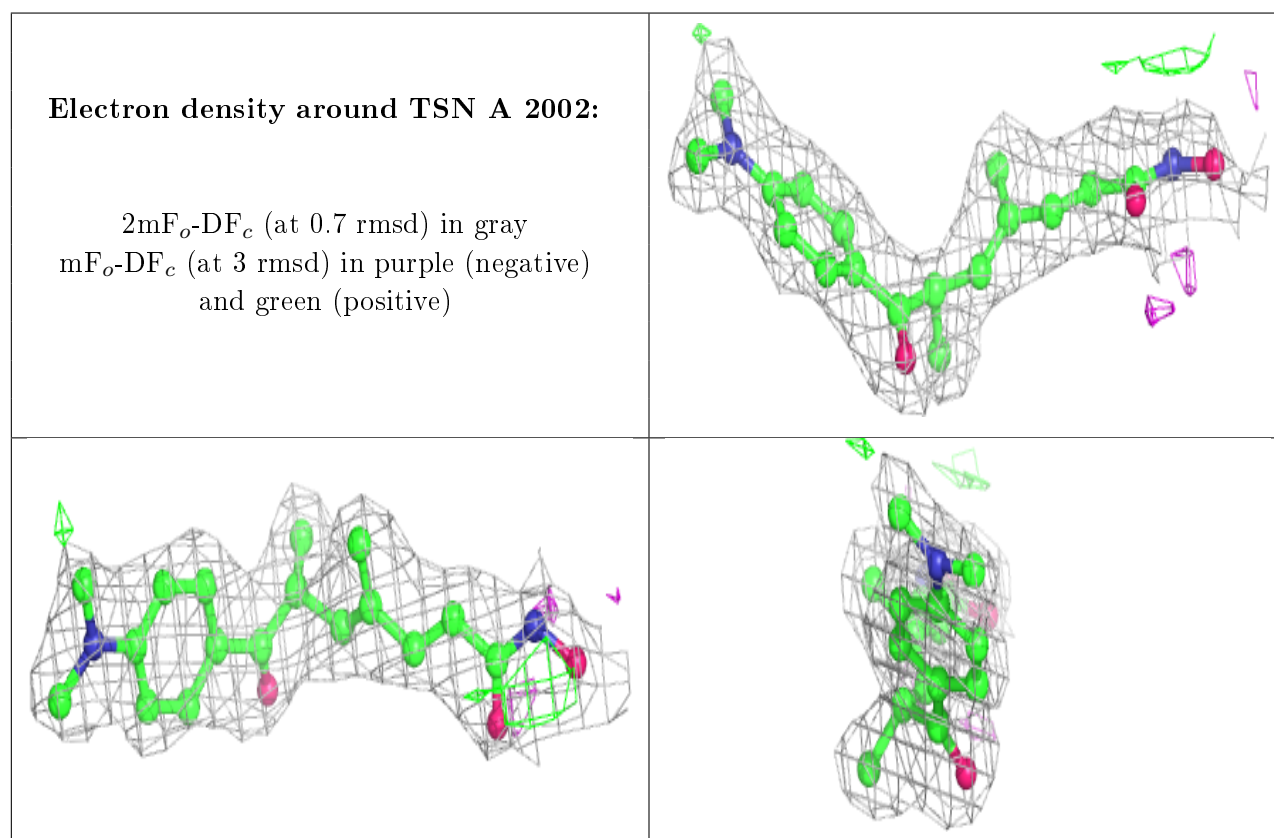 Electron density around TSN A 2002:
2mFo-DFc (at 0.7 rmsd) in gray
mFo-DFc (at 3 rmsd) in purple (negative)
and green (positive)